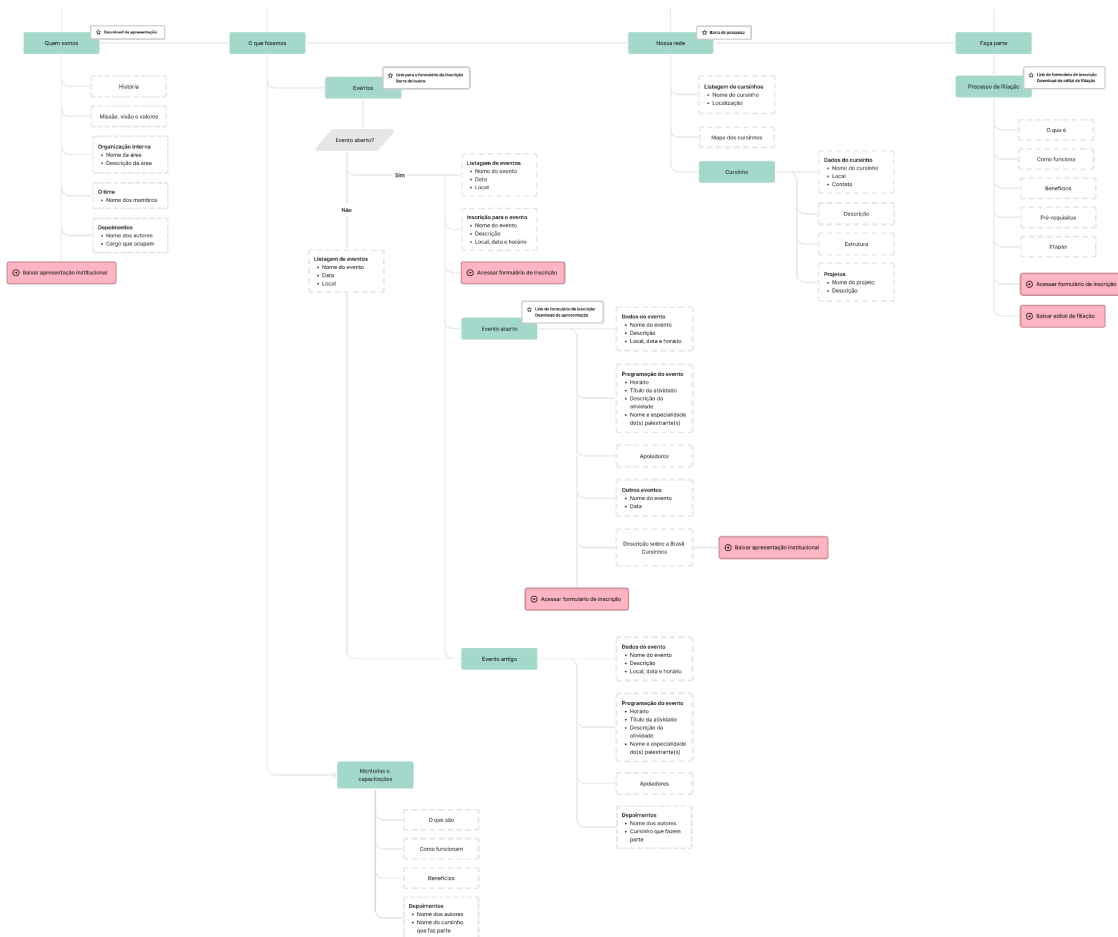 Download da apresentação
Quem somos
História
Missão, visão e valores
Organização interna
• Nome da área
• Descrição da área
O time
• Nome dos membros
Depoimentos
• Nome dos autores
• Cargo que ocupam
Baixar apresentação institucional
O que fazemos
Link para o formulário de inscrição
Barra de busca
Eventos
Evento aberto?
Sim
Não
Listagem de eventos
• Nome do evento
• Data
• Local
Listagem de eventos
• Nome do evento
• Data
• Local
Inscrição para o evento
• Nome do evento
• Descrição
• Local, data e horário
Acessar formulário de inscrição
Link do formulário de inscrição
Download da apresentação
Evento aberto
Dados do evento
• Nome do evento
• Descrição
• Local, data e horário
Programação do evento
• Horário
• Título da atividade
• Descrição da
atividade
• Nome e especialidade
do(s) palestrante(s)
Apoiadores
Outros eventos
• Nome do evento
• Data
Descrição sobre a Brasil
Cursinhos
Baixar apresentação institucional
Acessar formulário de inscrição
Evento antigo
Dados do evento
• Nome do evento
• Descrição
• Local, data e horário
Programação do evento
• Horário
• Título da atividade
• Descrição da
atividade
• Nome e especialidade
do(s) palestrante(s)
Apoiadores
Depoimentos
• Nome dos autores
• Cursinho que fazem
parte
Mentorias e
capacitações
O que são
Como funcionam
Benefícios
Depoimentos
• Nome dos autores
• Nome do cursinho
que faz parte
Barra de pesquisa
Nossa rede
Listagem de cursinhos
• Nome do cursinho
• Localização
Mapa dos cursinhos
Cursinho
Dados do cursinho
• Nome do cursinho
• Local
• Contato
Descrição
Estrutura
Projetos
• Nome do projeto
• Descrição
Faça parte
Link do formulário de inscrição
Download do edital de filiação
Processo de filiação
O que é
Como funciona
Benefícios
Pré-requisitos
Etapas
Acessar formulário de inscrição
Baixar edital de filiação